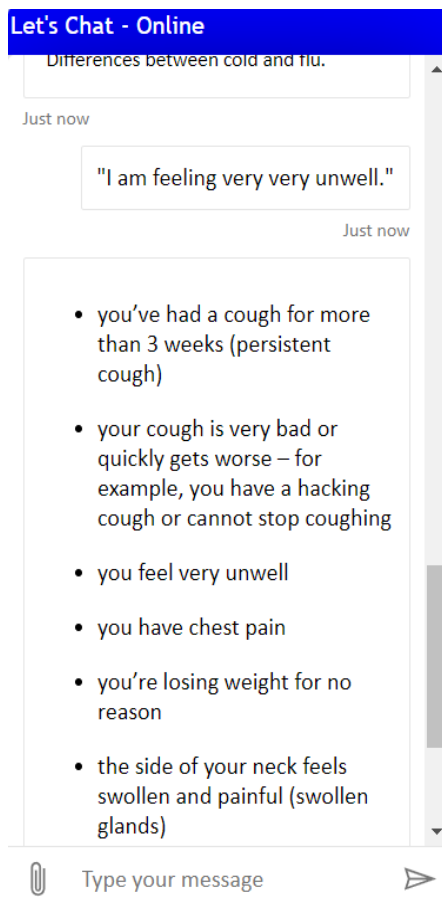 Let's Chat - Online
Differences between cold and flu.
Just now
"I am feeling very very unwell."
Just now
• you’ve had a cough for more
than 3 weeks (persistent
cough)
• your cough is very bad or
quickly gets worse – for
example, you have a hacking
cough or cannot stop coughing
• you feel very unwell
• you have chest pain
• you’re losing weight for no
reason
• the side of your neck feels
swollen and painful (swollen
glands)
Type your message